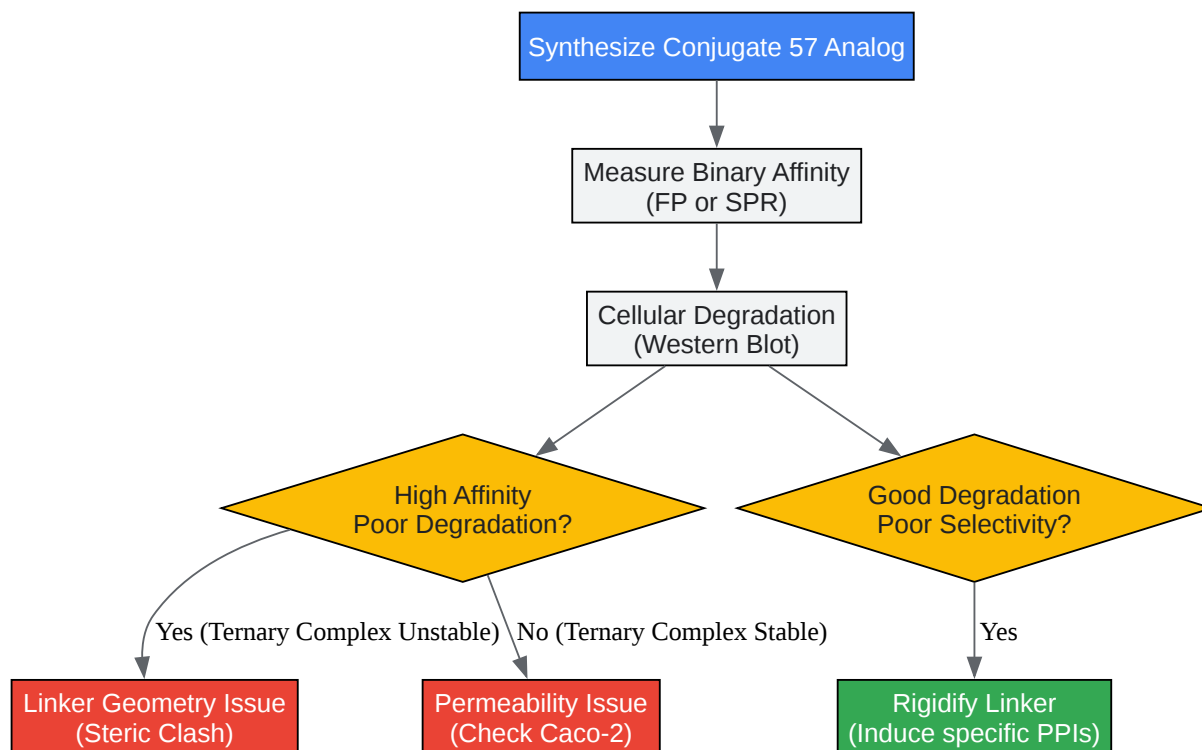 Synthesize Conjugate 57 Analog
Measure Binary Affinity
(FP or SPR)
Cellular Degradation
(Western Blot)
High Affinity
Poor Degradation?
Good Degradation
Poor Selectivity?
Yes (Ternary Complex Unstable)
No (Ternary Complex Stable)
Yes
Linker Geometry Issue
(Steric Clash)
Permeability Issue
(Check Caco-2)
Rigidify Linker
(Induce specific PPIs)